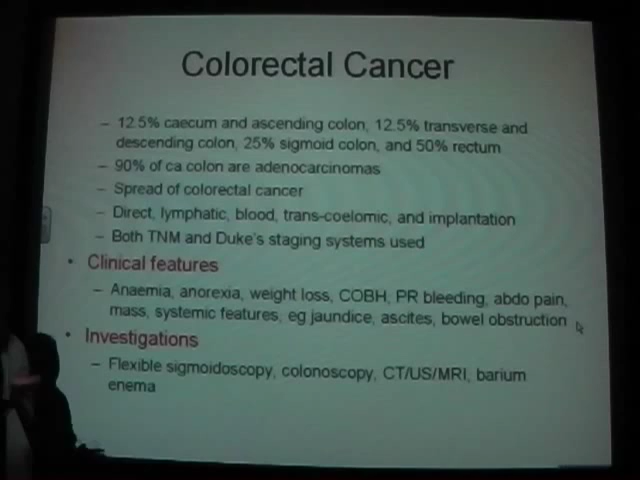 Colorectal Cancer
– 12.5% caecum and ascending colon, 12.5% transverse and
descending colon, 25% sigmoid colon, and 50% rectum
– 90% of ca colon are adenocarcinomas
– Spread of colorectal cancer
– Direct, lymphatic, blood, trans-coelomic, and implantation
– Both TNM and Duke's staging systems used
• Clinical features
– Anaemia, anorexia, weight loss, COBH, PR bleeding, abdo pain,
mass, systemic features, eg jaundice, ascites, bowel obstruction
• Investigations
– Flexible sigmoidoscopy, colonoscopy, CT/US/MRI, barium
enema